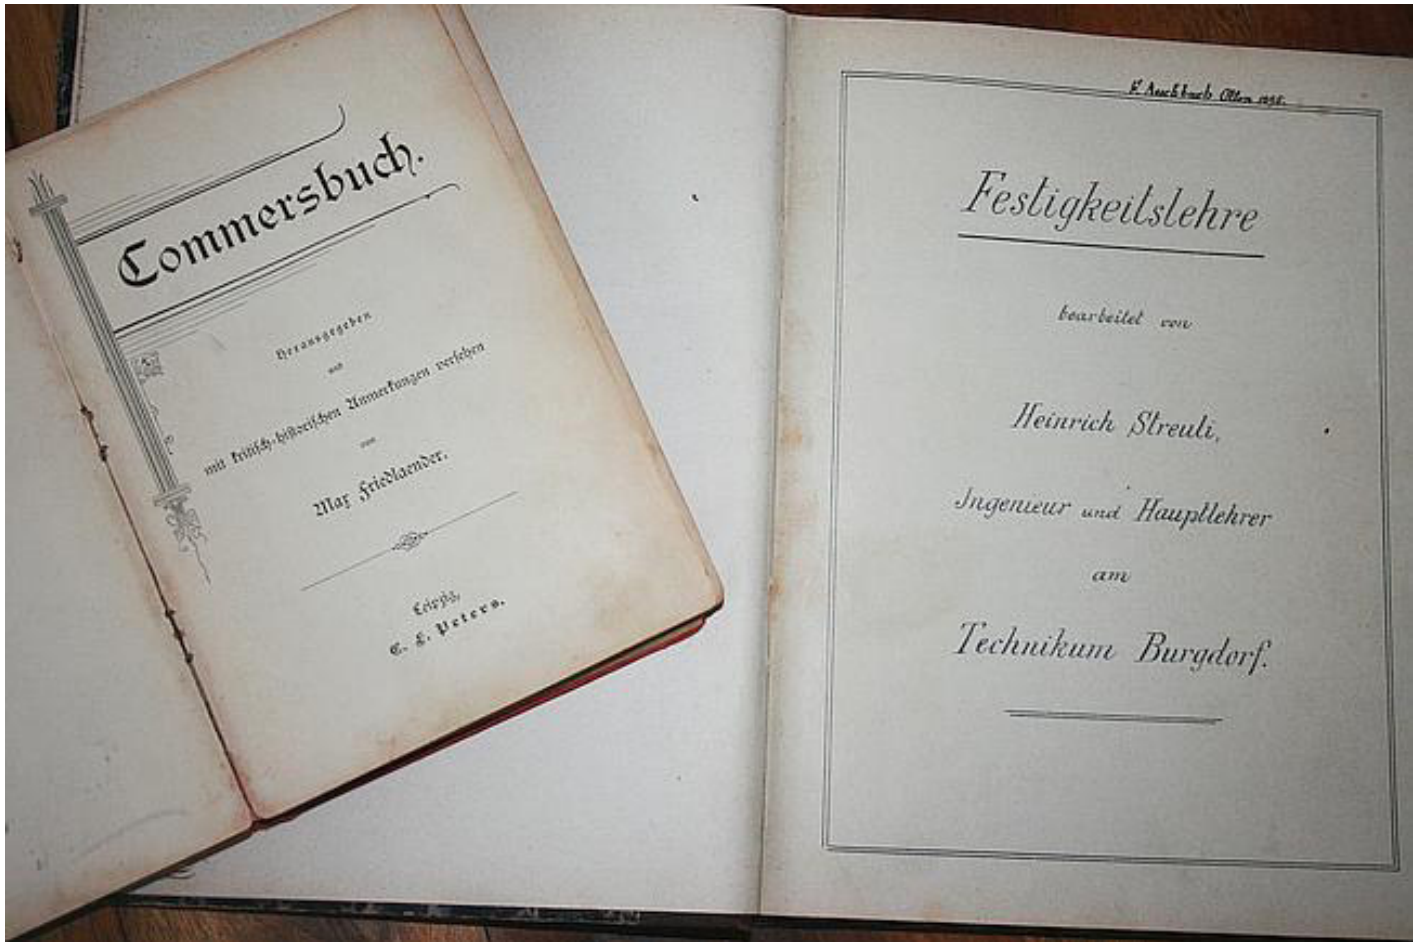 Commersbuch.
Herausgegeben
und
mit kritisch-historischen Anmerkungen versehen
von
Max Friedlaender.
Leipzig,
C. F. Peters.
Olten
Festigkeitslehre
bearbeitet von
Heinrich Streuli,
Ingenieur und Hauptlehrer
am
Technikum Burgdorf.